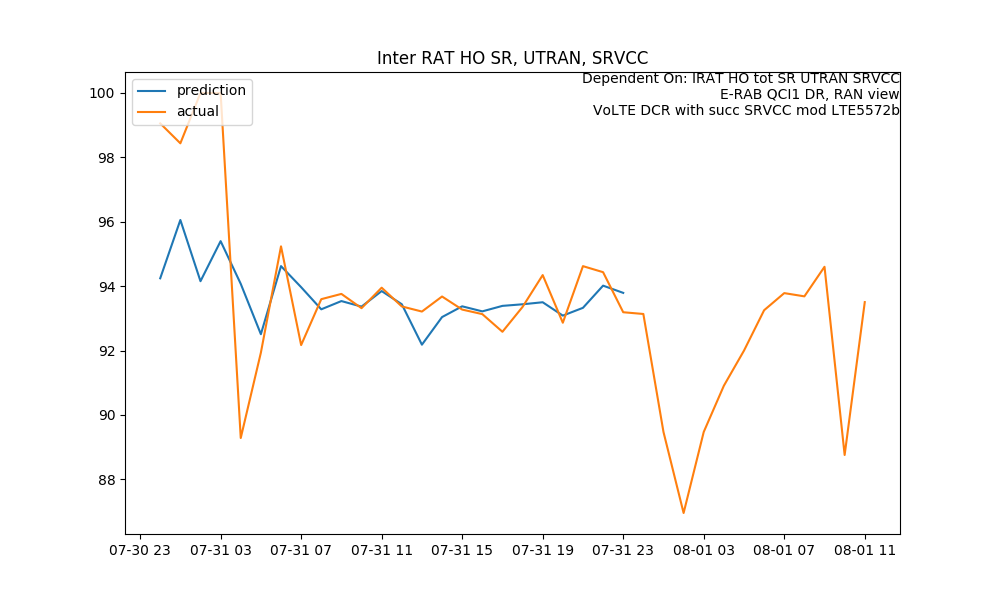 Inter RAT HO SR, UTRAN, SRVCC
Dependent On: IRAT HO tot SR UTRAN SRVCC
E-RAB QCI1 DR, RAN view
VoLTE DCR with succ SRVCC mod LTE5572b
prediction
actual
100
98
96
94
92
90
88
07-30 23
07-31 03
07-31 07
07-31 11
07-31 15
07-31 19
07-31 23
08-01 03
08-01 07
08-01 11